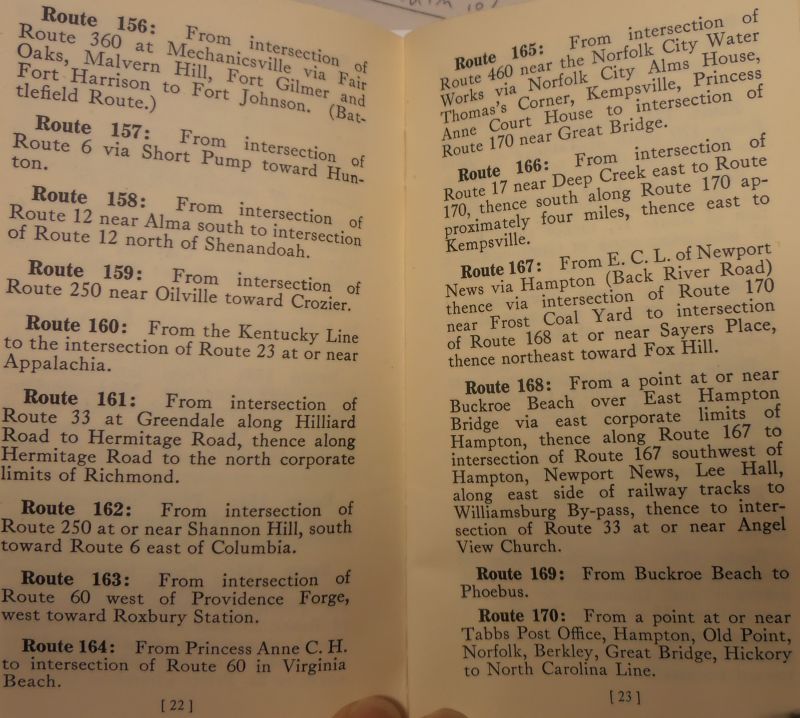 Route 156: From intersection of
Route 360 at Mechanicsville via Fair
Oaks, Malvern Hill, Fort Gilmer and
Fort Harrison to Fort Johnson. (Bat-
tlefield Route.)
Route 157: From intersection of
Route 6 via Short Pump toward Hun-
ton.
Route 158: From intersection of
Route 12 near Alma south to intersection
of Route 12 north of Shenandoah.
Route 159: From intersection of
Route 250 near Oilville toward Crozier.
Route 160: From the Kentucky Line
to the intersection of Route 23 at or near
Appalachia.
Route 161: From intersection of
Route 33 at Greendale along Hilliard
Road to Hermitage Road, thence along
Hermitage Road to the north corporate
limits of Richmond.
Route 162: From intersection of
Route 250 at or near Shannon Hill, south
toward Route 6 east of Columbia.
Route 163: From intersection of
Route 60 west of Providence Forge,
west toward Roxbury Station.
Route 164: From Princess Anne C. H.
to intersection of Route 60 in Virginia
Beach.
[ 22 ]
Route 165: From intersection of
Route 460 near the Norfolk City Water
Works via Norfolk City Alms House,
Thomas's Corner, Kempsville, Princess
Anne Court House to intersection of
Route 170 near Great Bridge.
Route 166: From intersection of
Route 17 near Deep Creek east to Route
170, thence south along Route 170 ap-
proximately four miles, thence east to
Kempsville.
Route 167: From E. C. L. of Newport
News via Hampton (Back River Road)
thence via intersection of Route 170
near Frost Coal Yard to intersection
of Route 168 at or near Sayers Place,
thence northeast toward Fox Hill.
Route 168: From a point at or near
Buckroe Beach over East Hampton
Bridge via east corporate limits of
Hampton, thence along Route 167 to
intersection of Route 167 southwest of
Hampton, Newport News, Lee Hall,
along east side of railway tracks to
Williamsburg By-pass, thence to inter-
section of Route 33 at or near Angel
View Church.
Route 169: From Buckroe Beach to
Phoebus.
Route 170: From a point at or near
Tabbs Post Office, Hampton, Old Point,
Norfolk, Berkley, Great Bridge, Hickory
to North Carolina Line.
[ 23 ]